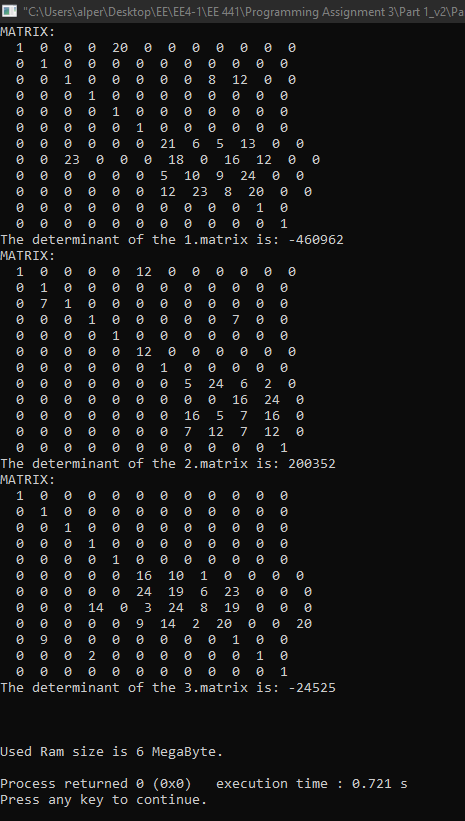 "C:\Users\alper\Desktop\EE\EE4-1\EE 441\Programming Assignment 3\Part 1_v2\Pa
MATRIX:
1 0 0 0 20 0 0 0 0 0 0 0
0 1 0 0 0 0 0 0 0 0 0 0
0 0 1 0 0 0 0 0 8 12 0 0
0 0 0 1 0 0 0 0 0 0 0 0
0 0 0 0 1 0 0 0 0 0 0 0
0 0 0 0 0 1 0 0 0 0 0 0
0 0 0 0 0 0 21 6 5 13 0 0
0 0 23 0 0 0 18 0 16 12 0 0
0 0 0 0 0 0 5 10 9 24 0 0
0 0 0 0 0 0 12 23 8 20 0 0
0 0 0 0 0 0 0 0 0 0 1 0
0 0 0 0 0 0 0 0 0 0 0 1
The determinant of the 1.matrix is: -460962
MATRIX:
1 0 0 0 0 12 0 0 0 0 0 0
0 1 0 0 0 0 0 0 0 0 0 0
0 7 1 0 0 0 0 0 0 0 0 0
0 0 0 1 0 0 0 0 0 7 0 0
0 0 0 0 1 0 0 0 0 0 0 0
0 0 0 0 0 12 0 0 0 0 0 0
0 0 0 0 0 0 1 0 0 0 0 0
0 0 0 0 0 0 0 5 24 6 2 0
0 0 0 0 0 0 0 0 0 16 24 0
0 0 0 0 0 0 0 16 5 7 16 0
0 0 0 0 0 0 0 7 12 7 12 0
0 0 0 0 0 0 0 0 0 0 0 1
The determinant of the 2.matrix is: 200352
MATRIX:
1 0 0 0 0 0 0 0 0 0 0 0
0 1 0 0 0 0 0 0 0 0 0 0
0 0 1 0 0 0 0 0 0 0 0 0
0 0 0 1 0 0 0 0 0 0 0 0
0 0 0 0 1 0 0 0 0 0 0 0
0 0 0 0 0 16 10 1 0 0 0 0
0 0 0 0 0 24 19 6 23 0 0 0
0 0 0 14 0 3 24 8 19 0 0 0
0 0 0 0 0 9 14 2 20 0 0 20
0 9 0 0 0 0 0 0 0 1 0 0
0 0 0 2 0 0 0 0 0 0 1 0
0 0 0 0 0 0 0 0 0 0 0 1
The determinant of the 3.matrix is: -24525
Used Ram size is 6 MegaByte.
Process returned 0 (0x0) execution time : 0.721 s
Press any key to continue.